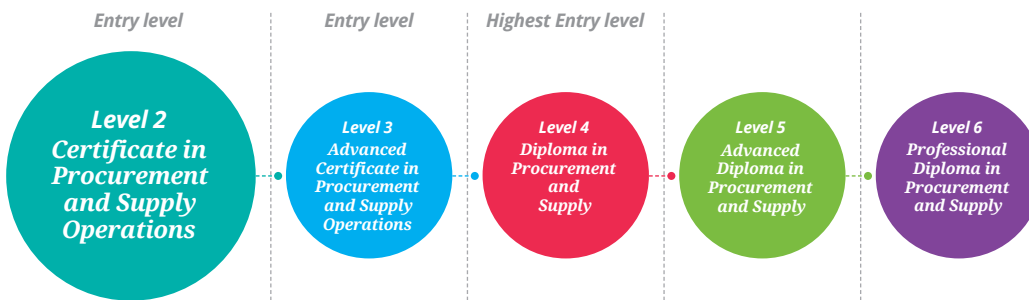 Entry level
Entry level
Highest Entry level
Level 2
Certificate in
Procurement
and Supply
Operations
Level 3
Advanced
Certificate in
Procurement
and Supply
Operations
Level 4
Diploma in
Procurement
and
Supply
Level 5
Advanced
Diploma in
Procurement
and Supply
Level 6
Professional
Diploma in
Procurement
and Supply